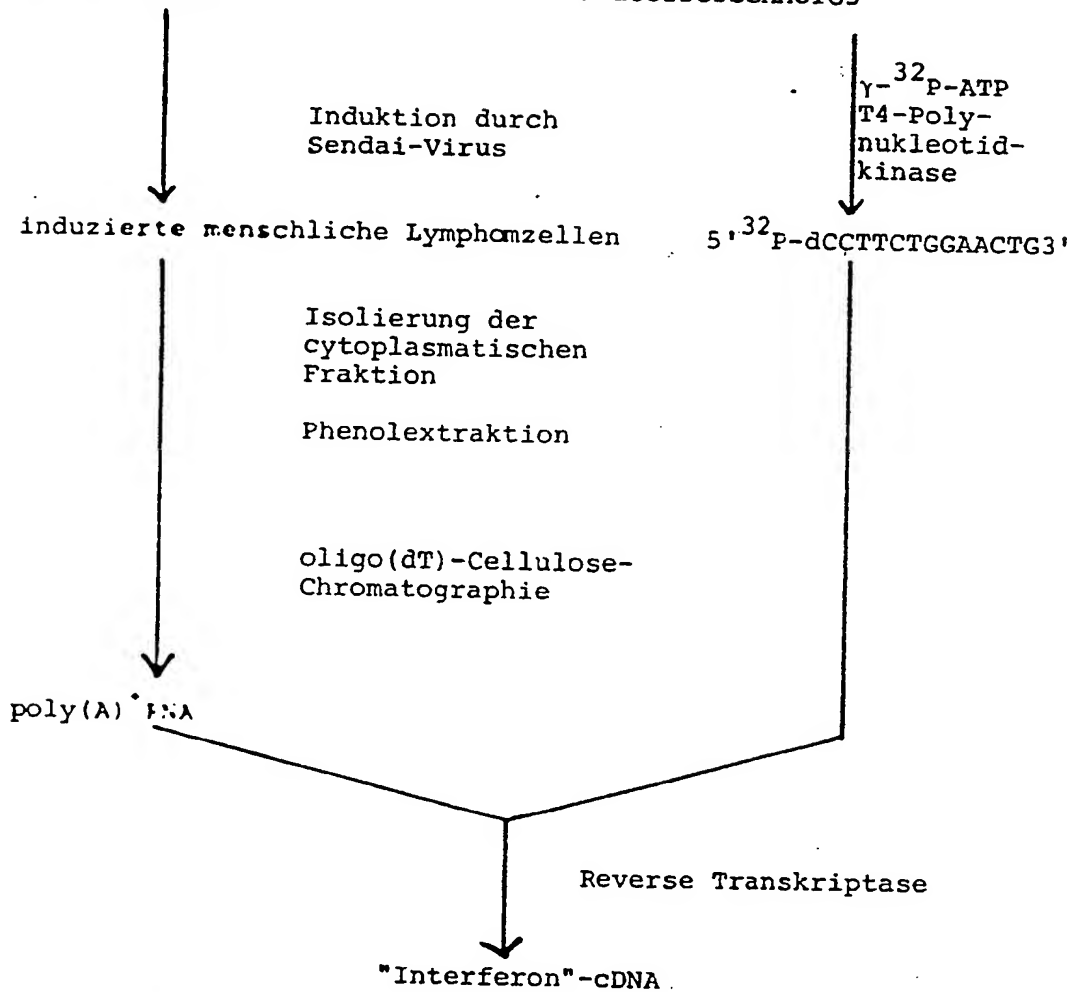 γ-³²P-ATP
T4-Poly-
nukleotid-
kinase
Induktion durch
Sendai-Virus
induzierte menschliche Lymphomzellen
5'³²P-dCCTTCTGGAACTG3'
Isolierung der
cytoplasmatischen
Fraktion
Phenolextraktion
oligo(dT)-Cellulose-
Chromatographie
poly(A)⁺RNA
Reverse Transkriptase
"Interferon"-cDNA